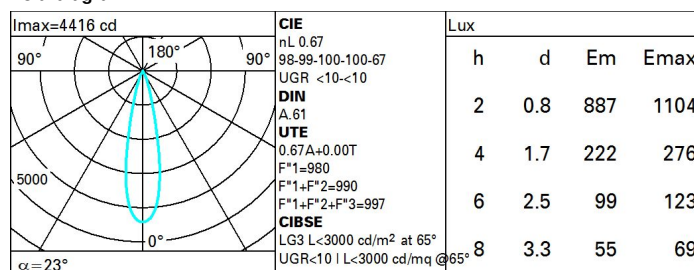 Imax=4416 cd
90°
180°
90°
5000
0°
α=23°
CIE
nL 0.67
98-99-100-100-67
UGR <10-<10
DIN
A.61
UTE
0.67A+0.00T
F"1=980
F"1+F"2=990
F"1+F"2+F"3=997
CIBSE
LG3 L<3000 cd/m² at 65°
UGR<10 | L<3000 cd/mq @65°
Lux
h d Em Emax
2 0.8 887 1104
4 1.7 222 276
6 2.5 99 123
8 3.3 55 69